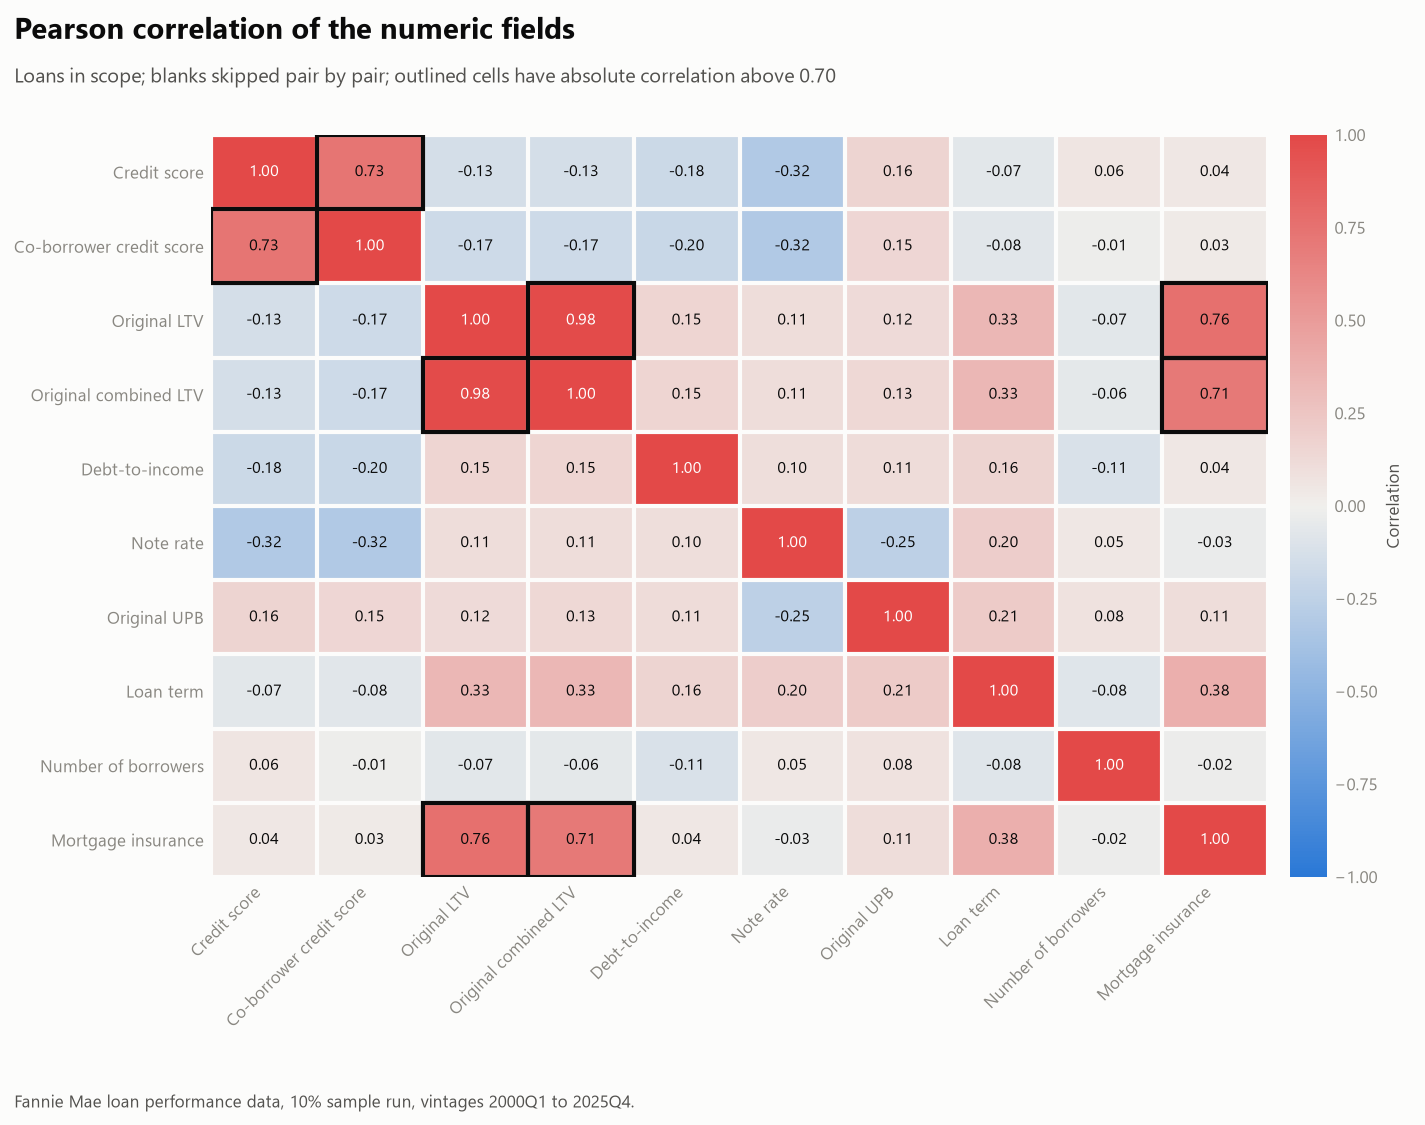 Pearson correlation of the numeric fields
Loans in scope; blanks skipped pair by pair; outlined cells have absolute correlation above 0.70
Credit score 1.00 0.73 -0.13 -0.13 -0.18 -0.32 0.16 -0.07 0.06 0.04
Co-borrower credit score 0.73 1.00 -0.17 -0.17 -0.20 -0.32 0.15 -0.08 -0.01 0.03
Original LTV -0.13 -0.17 1.00 0.98 0.15 0.11 0.12 0.33 -0.07 0.76
Original combined LTV -0.13 -0.17 0.98 1.00 0.15 0.11 0.13 0.33 -0.06 0.71
Debt-to-income -0.18 -0.20 0.15 0.15 1.00 0.10 0.11 0.16 -0.11 0.04
Note rate -0.32 -0.32 0.11 0.11 0.10 1.00 -0.25 0.20 0.05 -0.03
Original UPB 0.16 0.15 0.12 0.13 0.11 -0.25 1.00 0.21 0.08 0.11
Loan term -0.07 -0.08 0.33 0.33 0.16 0.20 0.21 1.00 -0.08 0.38
Number of borrowers 0.06 -0.01 -0.07 -0.06 -0.11 0.05 0.08 -0.08 1.00 -0.02
Mortgage insurance 0.04 0.03 0.76 0.71 0.04 -0.03 0.11 0.38 -0.02 1.00
Credit score
Co-borrower credit score
Original LTV
Original combined LTV
Debt-to-income
Note rate
Original UPB
Loan term
Number of borrowers
Mortgage insurance
1.00
0.75
0.50
0.25
0.00
−0.25
−0.50
−0.75
−1.00
Correlation
Fannie Mae loan performance data, 10% sample run, vintages 2000Q1 to 2025Q4.